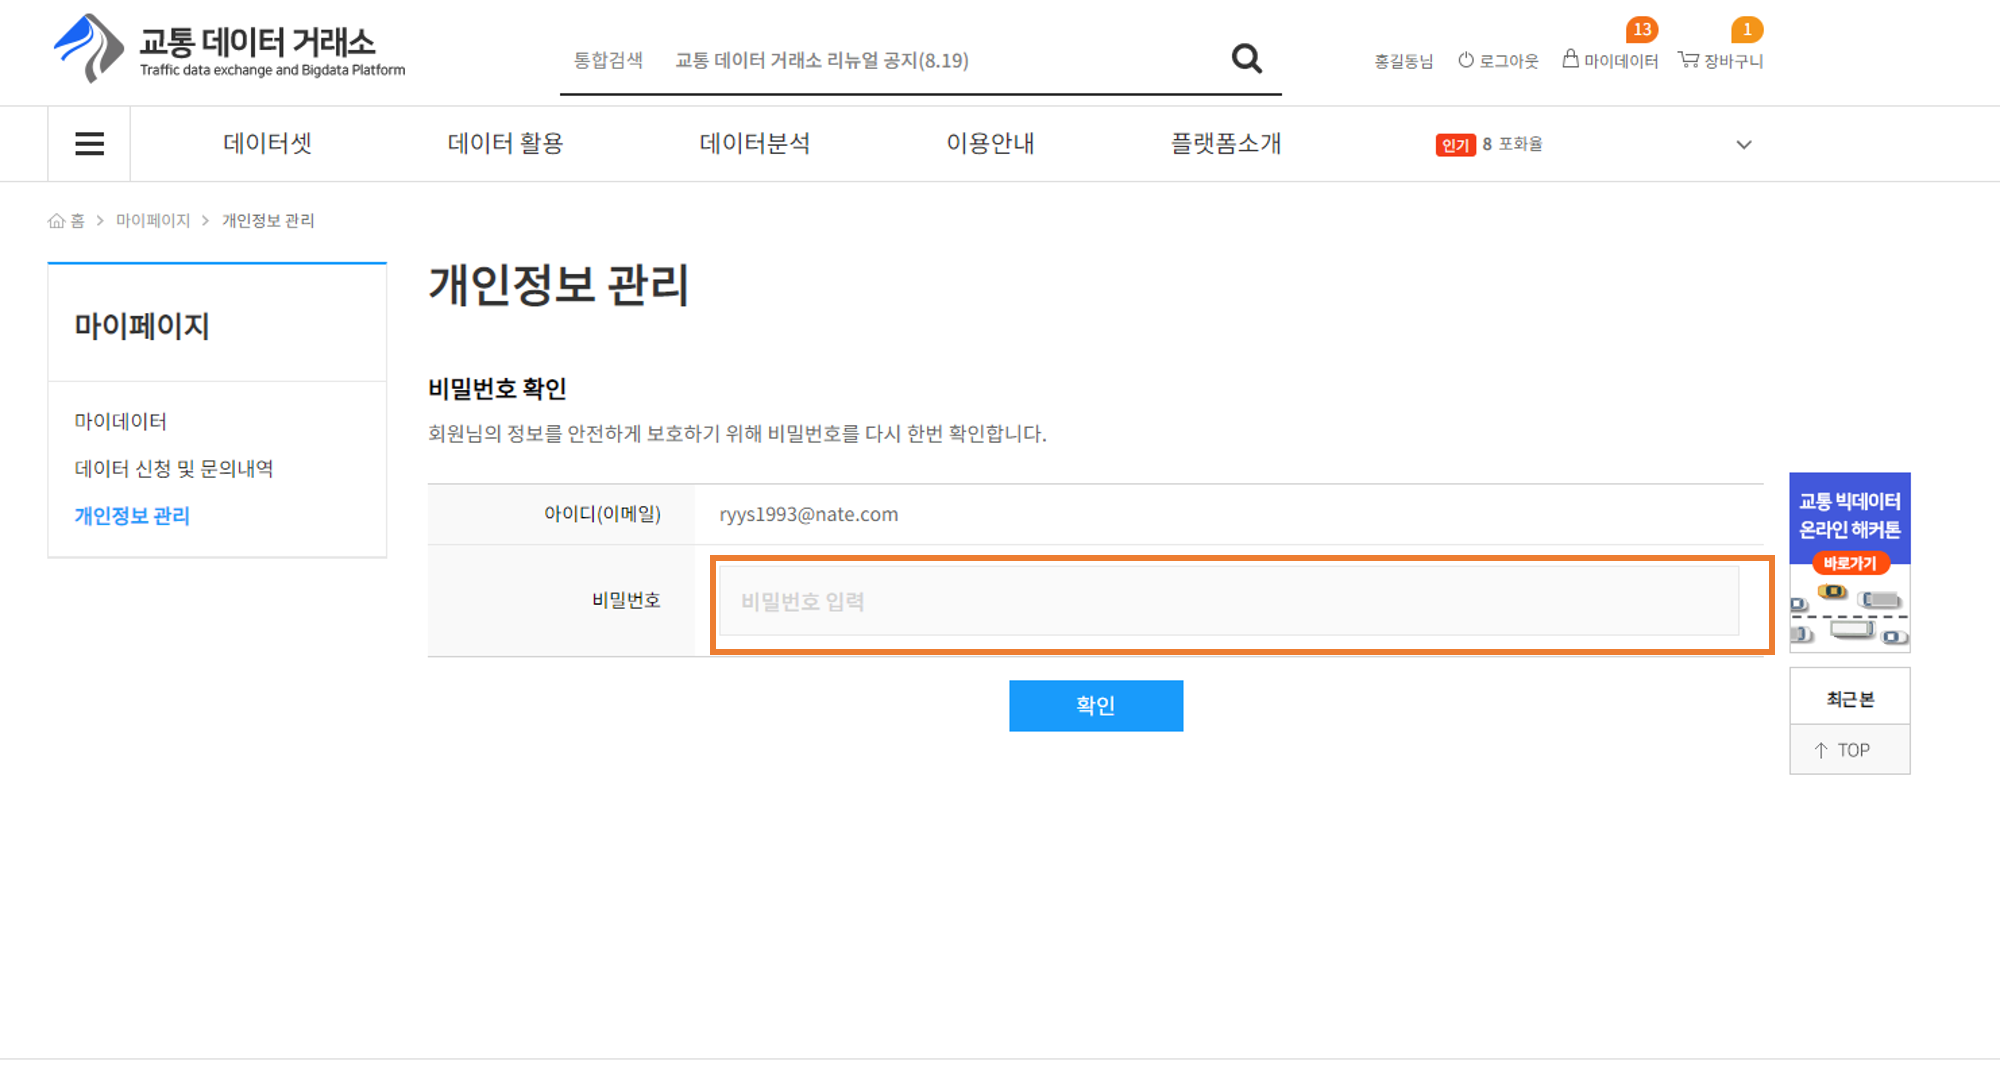 교통 데이터 거래소
Traffic data exchange and Bigdata Platform
통합검색 교통 데이터 거래소 리뉴얼 공지(8.19)
홍길동님 로그아웃 13 마이데이터 1 장바구니
데이터셋 데이터 활용 데이터분석 이용안내 플랫폼소개 인기 8 포화율
홈 > 마이페이지 > 개인정보 관리
마이페이지
마이데이터
데이터 신청 및 문의내역
개인정보 관리
개인정보 관리
비밀번호 확인
회원님의 정보를 안전하게 보호하기 위해 비밀번호를 다시 한번 확인합니다.
아이디(이메일) ryys1993@nate.com
비밀번호 비밀번호 입력
확인
교통 빅데이터
온라인 해커톤
바로가기
최근본
↑ TOP